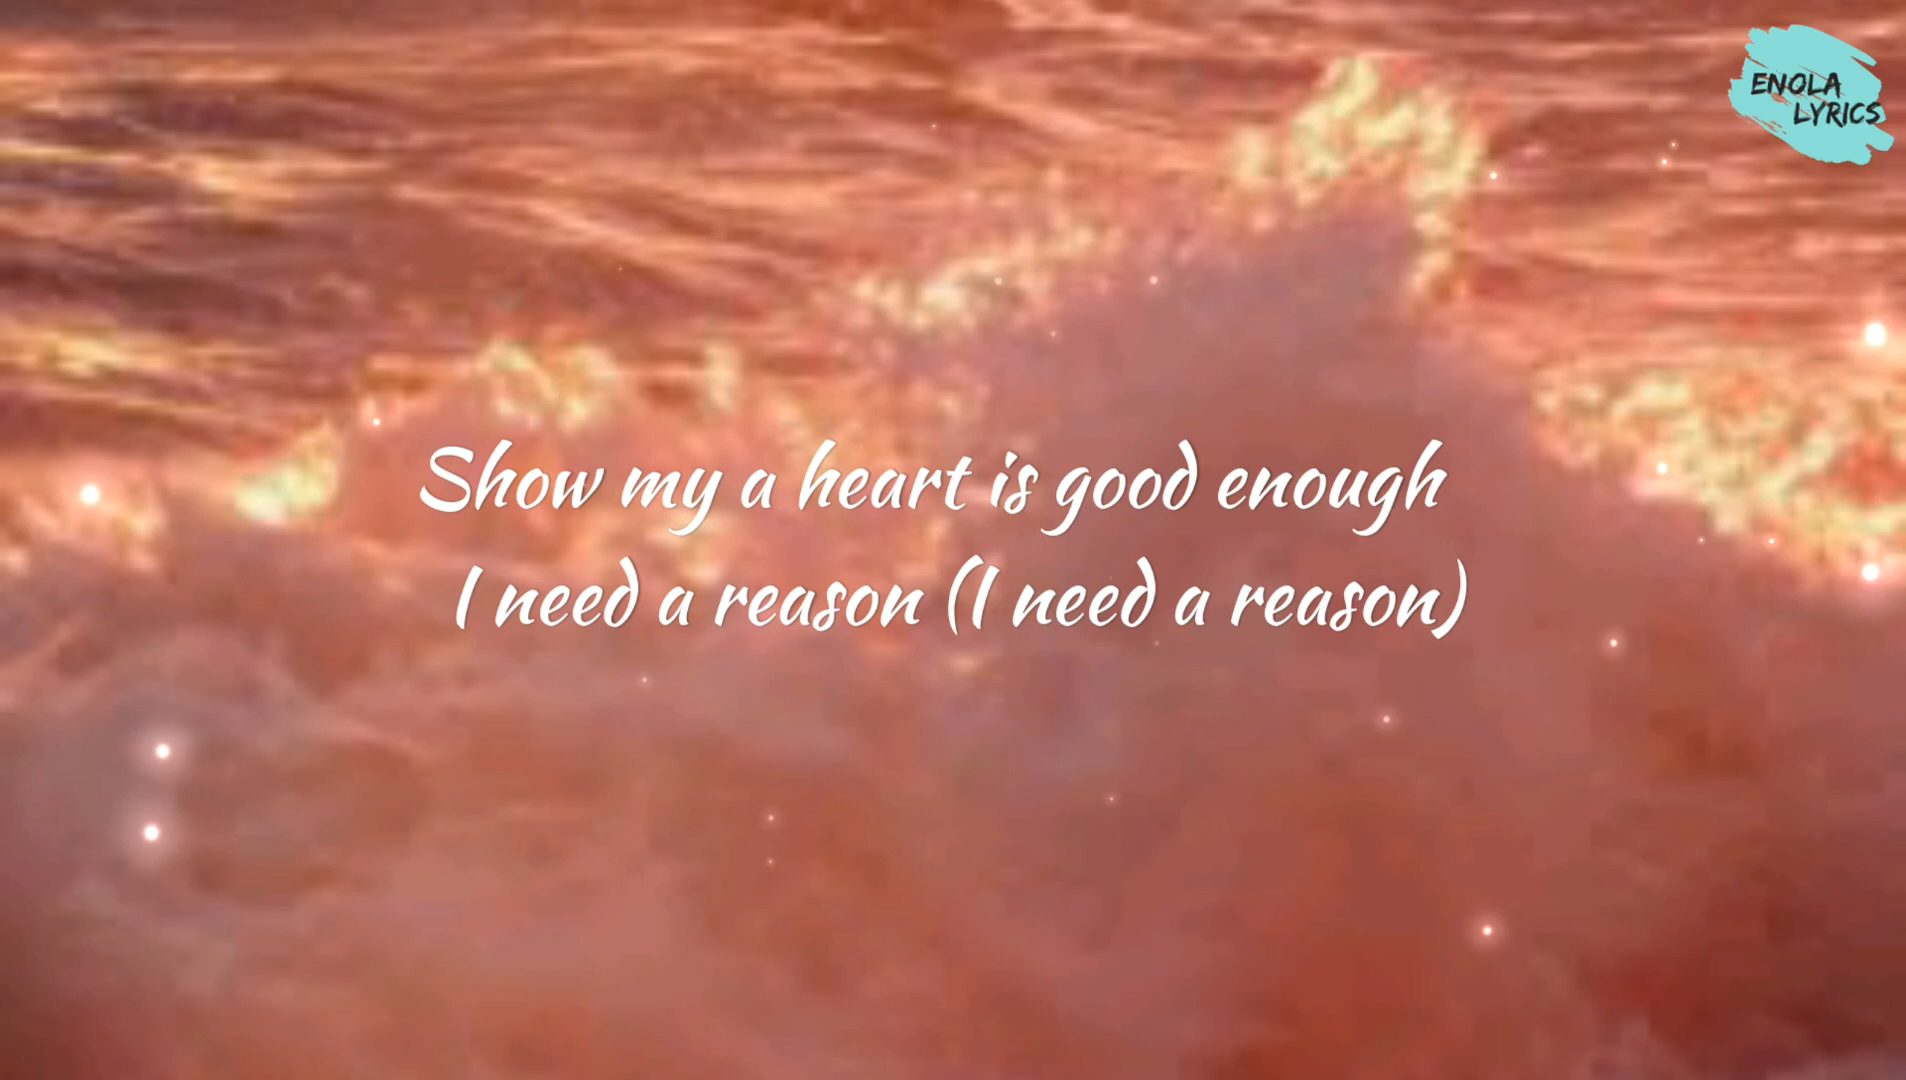 ENOLA
LYRICS
Show my a heart is good enough
I need a reason (I need a reason)